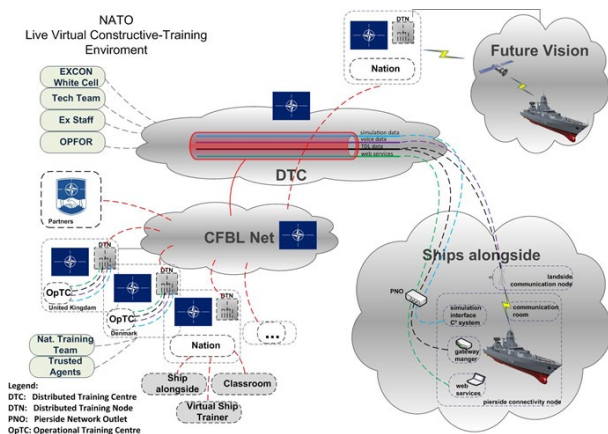 NATO
Live Virtual Constructive-Training
Enviroment
EXCON
White Cell
Tech Team
Ex Staff
OPFOR
DTN
Nation
Future Vision
simulation data
voice data
TDL data
web services
DTC
Partners
CFBL Net
DTN
OpTC
United Kingdom
DTN
OpTC
Denmark
DTN
Nation
...
Nat. Training
Team
Trusted
Agents
Ship
alongside
Classroom
Virtual Ship
Trainer
Ships alongside
landside
communication node
PNO
communication
room
simulation
interface
C² system
gateway
manger
web
services
pierside connectivity node
Legend:
DTC: Distributed Training Centre
DTN: Distributed Training Node
PNO: Pierside Network Outlet
OpTC: Operational Training Centre